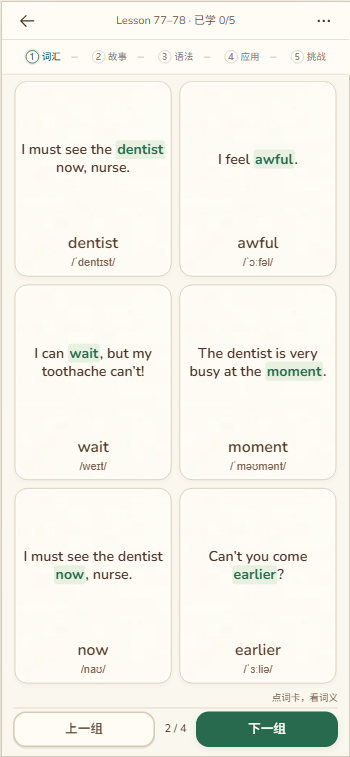 Lesson 77–78 · 已学 0/5
1 词汇 – 2 故事 – 3 语法 – 4 应用 – 5 挑战
I must see the dentist
now, nurse.
dentist
/ˈdentɪst/
I feel awful.
awful
/ˈɔːfəl/
I can wait, but my
toothache can't!
wait
/weɪt/
The dentist is very
busy at the moment.
moment
/ˈməʊmənt/
I must see the dentist
now, nurse.
now
/naʊ/
Can't you come
earlier?
earlier
/ˈɜːliə/
点词卡，看词义
上一组
2 / 4
下一组